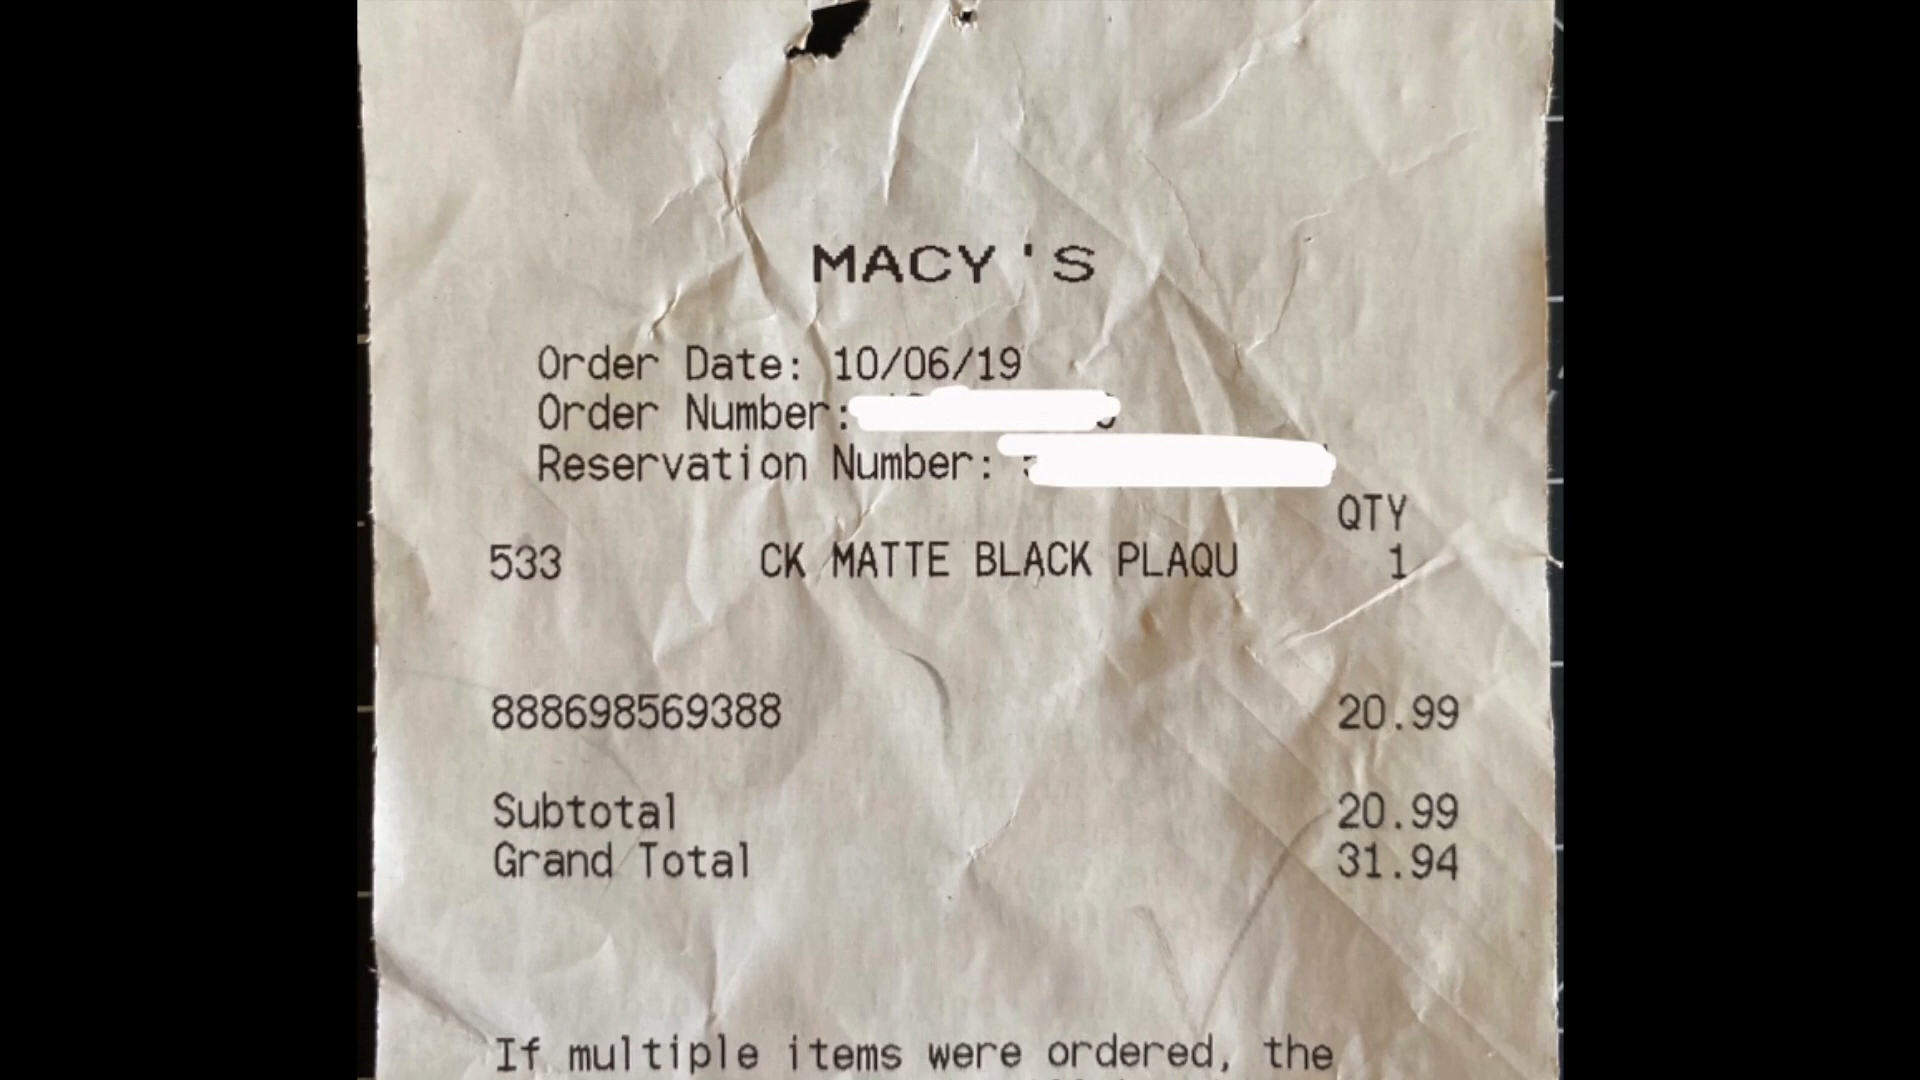 MACY'S
Order Date: 10/06/19
Order Number:
Reservation Number:
QTY
533 CK MATTE BLACK PLAQU 1
888698569388 20.99
Subtotal 20.99
Grand Total 31.94
If multiple items were ordered, the